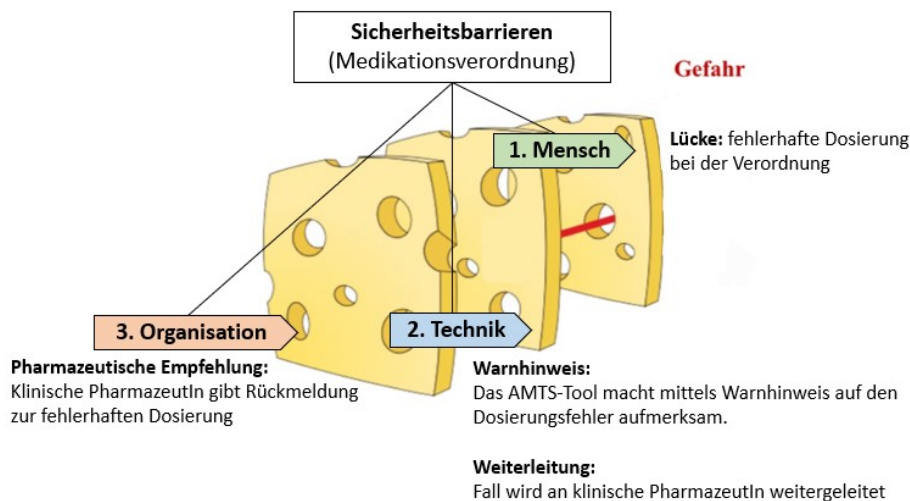 Sicherheitsbarrieren
(Medikationsverordnung)
Gefahr
1. Mensch
Lücke: fehlerhafte Dosierung
bei der Verordnung
3. Organisation
2. Technik
Pharmazeutische Empfehlung:
Klinische PharmazeutIn gibt Rückmeldung
zur fehlerhaften Dosierung
Warnhinweis:
Das AMTS-Tool macht mittels Warnhinweis auf den
Dosierungsfehler aufmerksam.
Weiterleitung:
Fall wird an klinische PharmazeutIn weitergeleitet